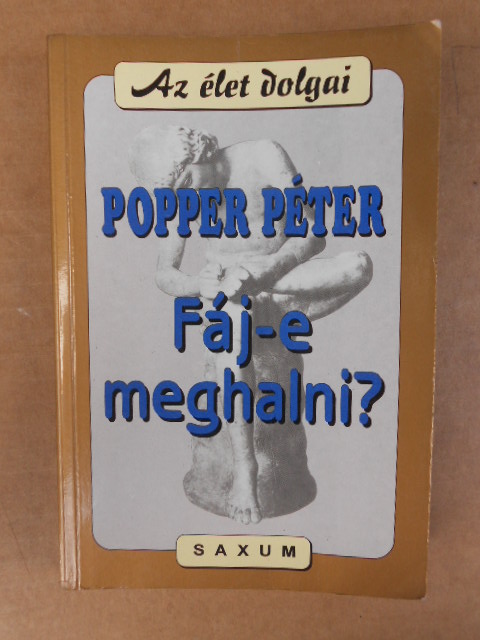 Az élet dolgai
POPPER PÉTER
Fáj-e
meghalni?
SAXUM